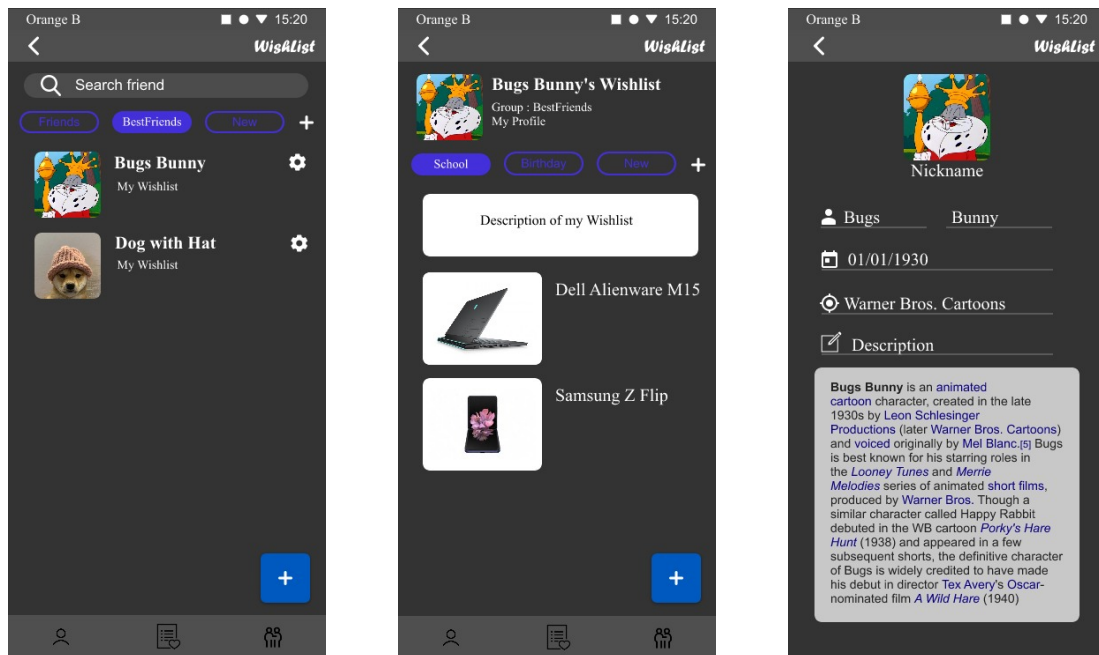 Orange B 15:20
Wishlist
Search friend
Friends BestFriends New +
Bugs Bunny
My Wishlist
Dog with Hat
My Wishlist
+
Orange B 15:20
Wishlist
Bugs Bunny's Wishlist
Group : BestFriends
My Profile
School Birthday New +
Description of my Wishlist
Dell Alienware M15
Samsung Z Flip
+
Orange B 15:20
Wishlist
Nickname
Bugs Bunny
01/01/1930
Warner Bros. Cartoons
Description
Bugs Bunny is an animated
cartoon character, created in the late
1930s by Leon Schlesinger
Productions (later Warner Bros. Cartoons)
and voiced originally by Mel Blanc.[5] Bugs
is best known for his starring roles in
the Looney Tunes and Merrie
Melodies series of animated short films,
produced by Warner Bros. Though a
similar character called Happy Rabbit
debuted in the WB cartoon Porky's Hare
Hunt (1938) and appeared in a few
subsequent shorts, the definitive character
of Bugs is widely credited to have made
his debut in director Tex Avery's Oscar-
nominated film A Wild Hare (1940)